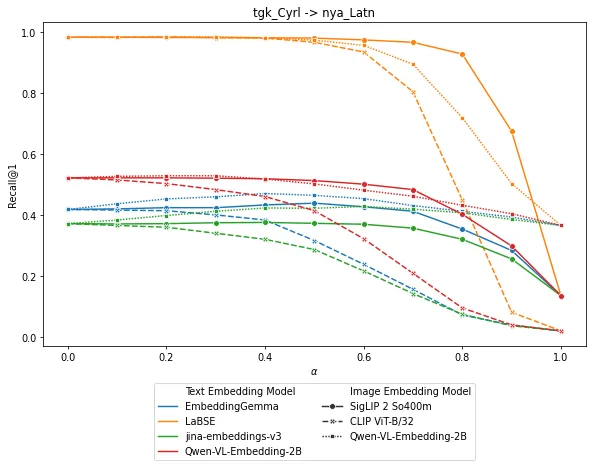 tgk_Cyrl -> nya_Latn
1.0
0.8
0.6
0.4
0.2
0.0
Recall@1
0.0 0.2 0.4 0.6 0.8 1.0
α
Text Embedding Model Image Embedding Model
EmbeddingGemma SigLIP 2 So400m
LaBSE CLIP ViT-B/32
jina-embeddings-v3 Qwen-VL-Embedding-2B
Qwen-VL-Embedding-2B